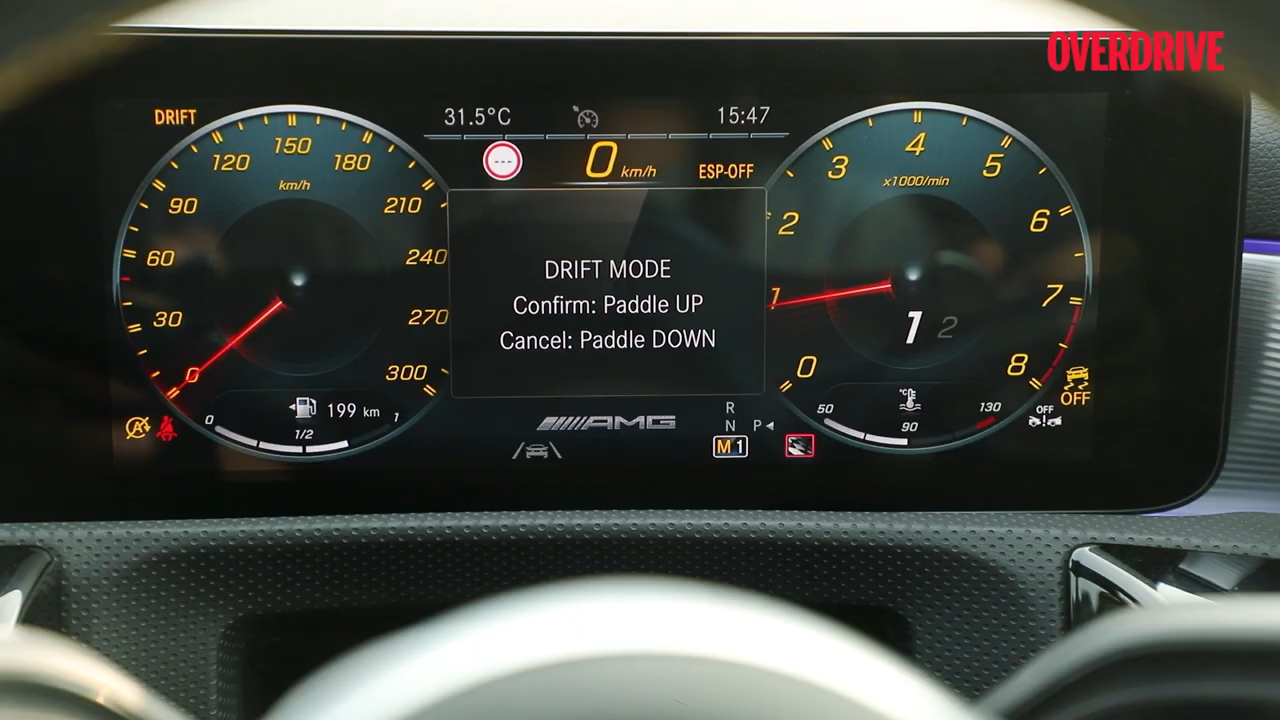 OVERDRIVE
DRIFT
31.5°C
15:47
---
0 km/h
ESP-OFF
0
30
60
90
120
150
180
210
240
270
300
km/h
DRIFT MODE
Confirm: Paddle UP
Cancel: Paddle DOWN
0
1
2
3
4
5
6
7
8
x1000/min
1 2
A
0
1/2
1
199 km
AMG
R
N
P
M 1
50
90
130
°C
OFF
OFF